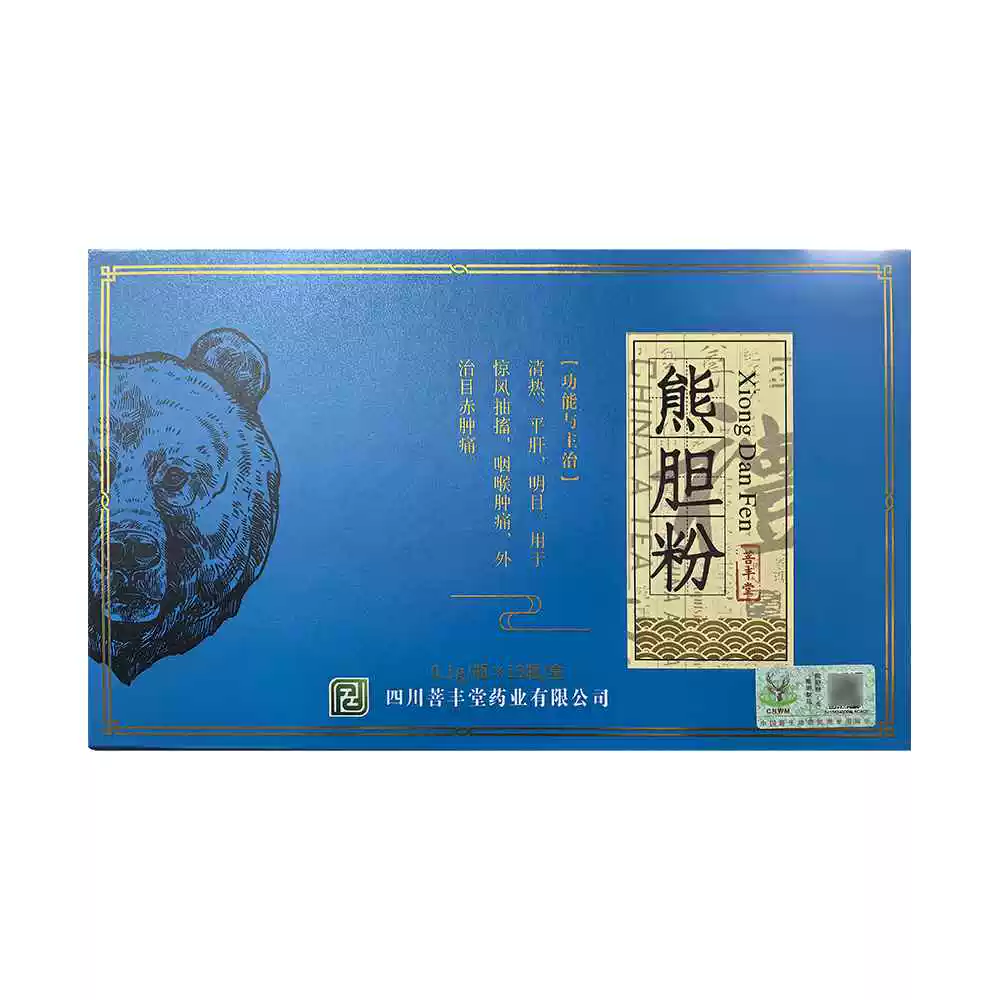 【功能与主治】
清热、平肝、明目 用于
惊风抽搐，咽喉肿痛，外
治目赤肿痛。
熊胆粉
Xiong Dan Fen
菩丰堂
CHINA TEA
四川菩丰堂药业有限公司
CNWM